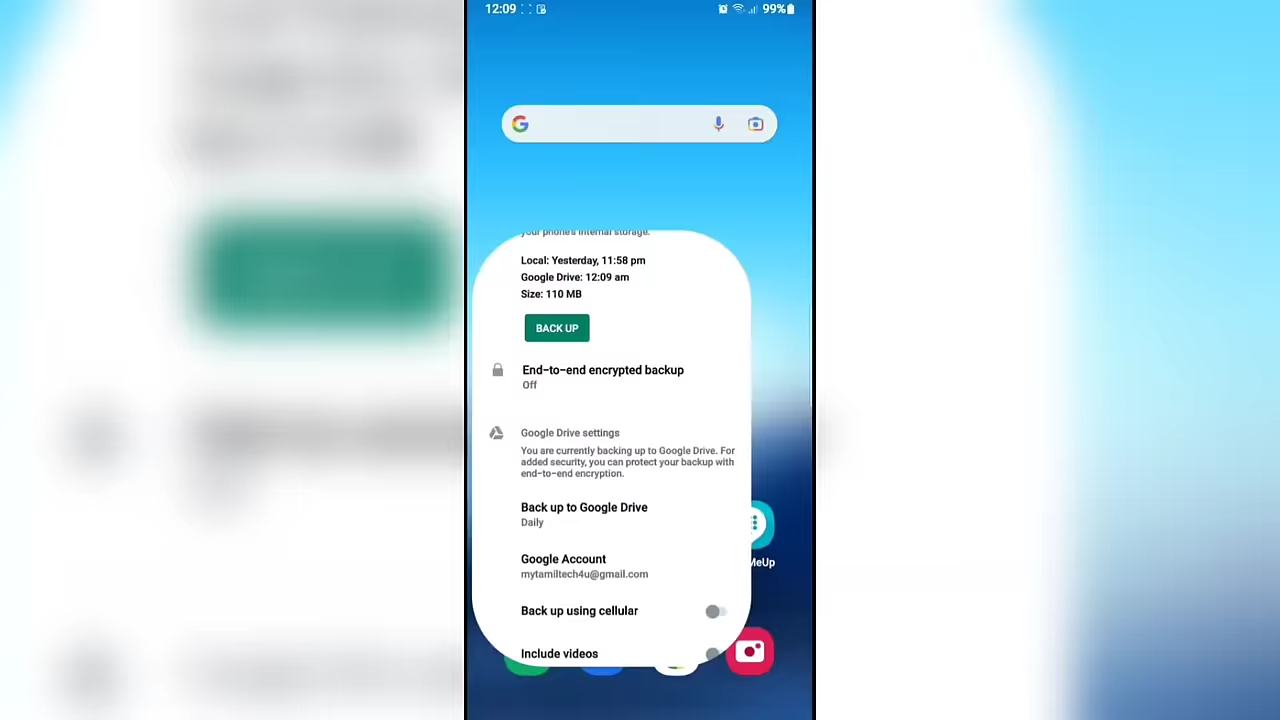 12:09
99%
your phone's internal storage.
Local: Yesterday, 11:58 pm
Google Drive: 12:09 am
Size: 110 MB
BACK UP
End-to-end encrypted backup
Off
Google Drive settings
You are currently backing up to Google Drive. For
added security, you can protect your backup with
end-to-end encryption.
Back up to Google Drive
Daily
MeUp
Google Account
mytamiltech4u@gmail.com
Back up using cellular
Include videos